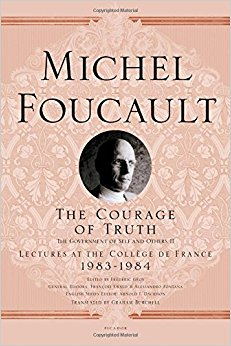 MICHEL
FOUCAULT
THE COURAGE
OF TRUTH
THE GOVERNMENT OF SELF AND OTHERS II
LECTURES AT THE COLLÈGE DE FRANCE
1983-1984
EDITED BY FRÉDÉRIC GROS
GENERAL EDITORS: FRANÇOIS EWALD & ALESSANDRO FONTANA
ENGLISH SERIES EDITOR: ARNOLD I. DAVIDSON
TRANSLATED BY GRAHAM BURCHELL
PICADOR